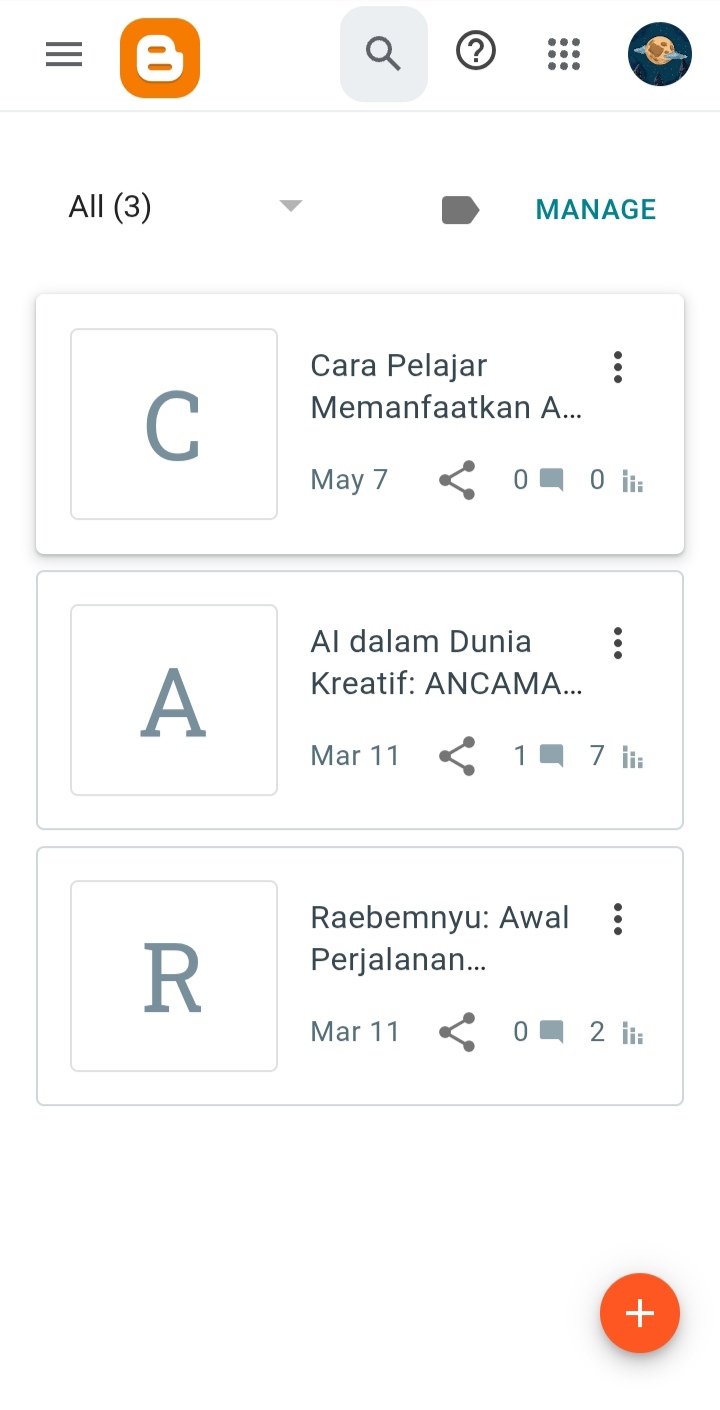 All (3)
MANAGE
C
Cara Pelajar
Memanfaatkan A...
May 7 0 0
A
AI dalam Dunia
Kreatif: ANCAMA...
Mar 11 1 7
R
Raebemnyu: Awal
Perjalanan...
Mar 11 0 2